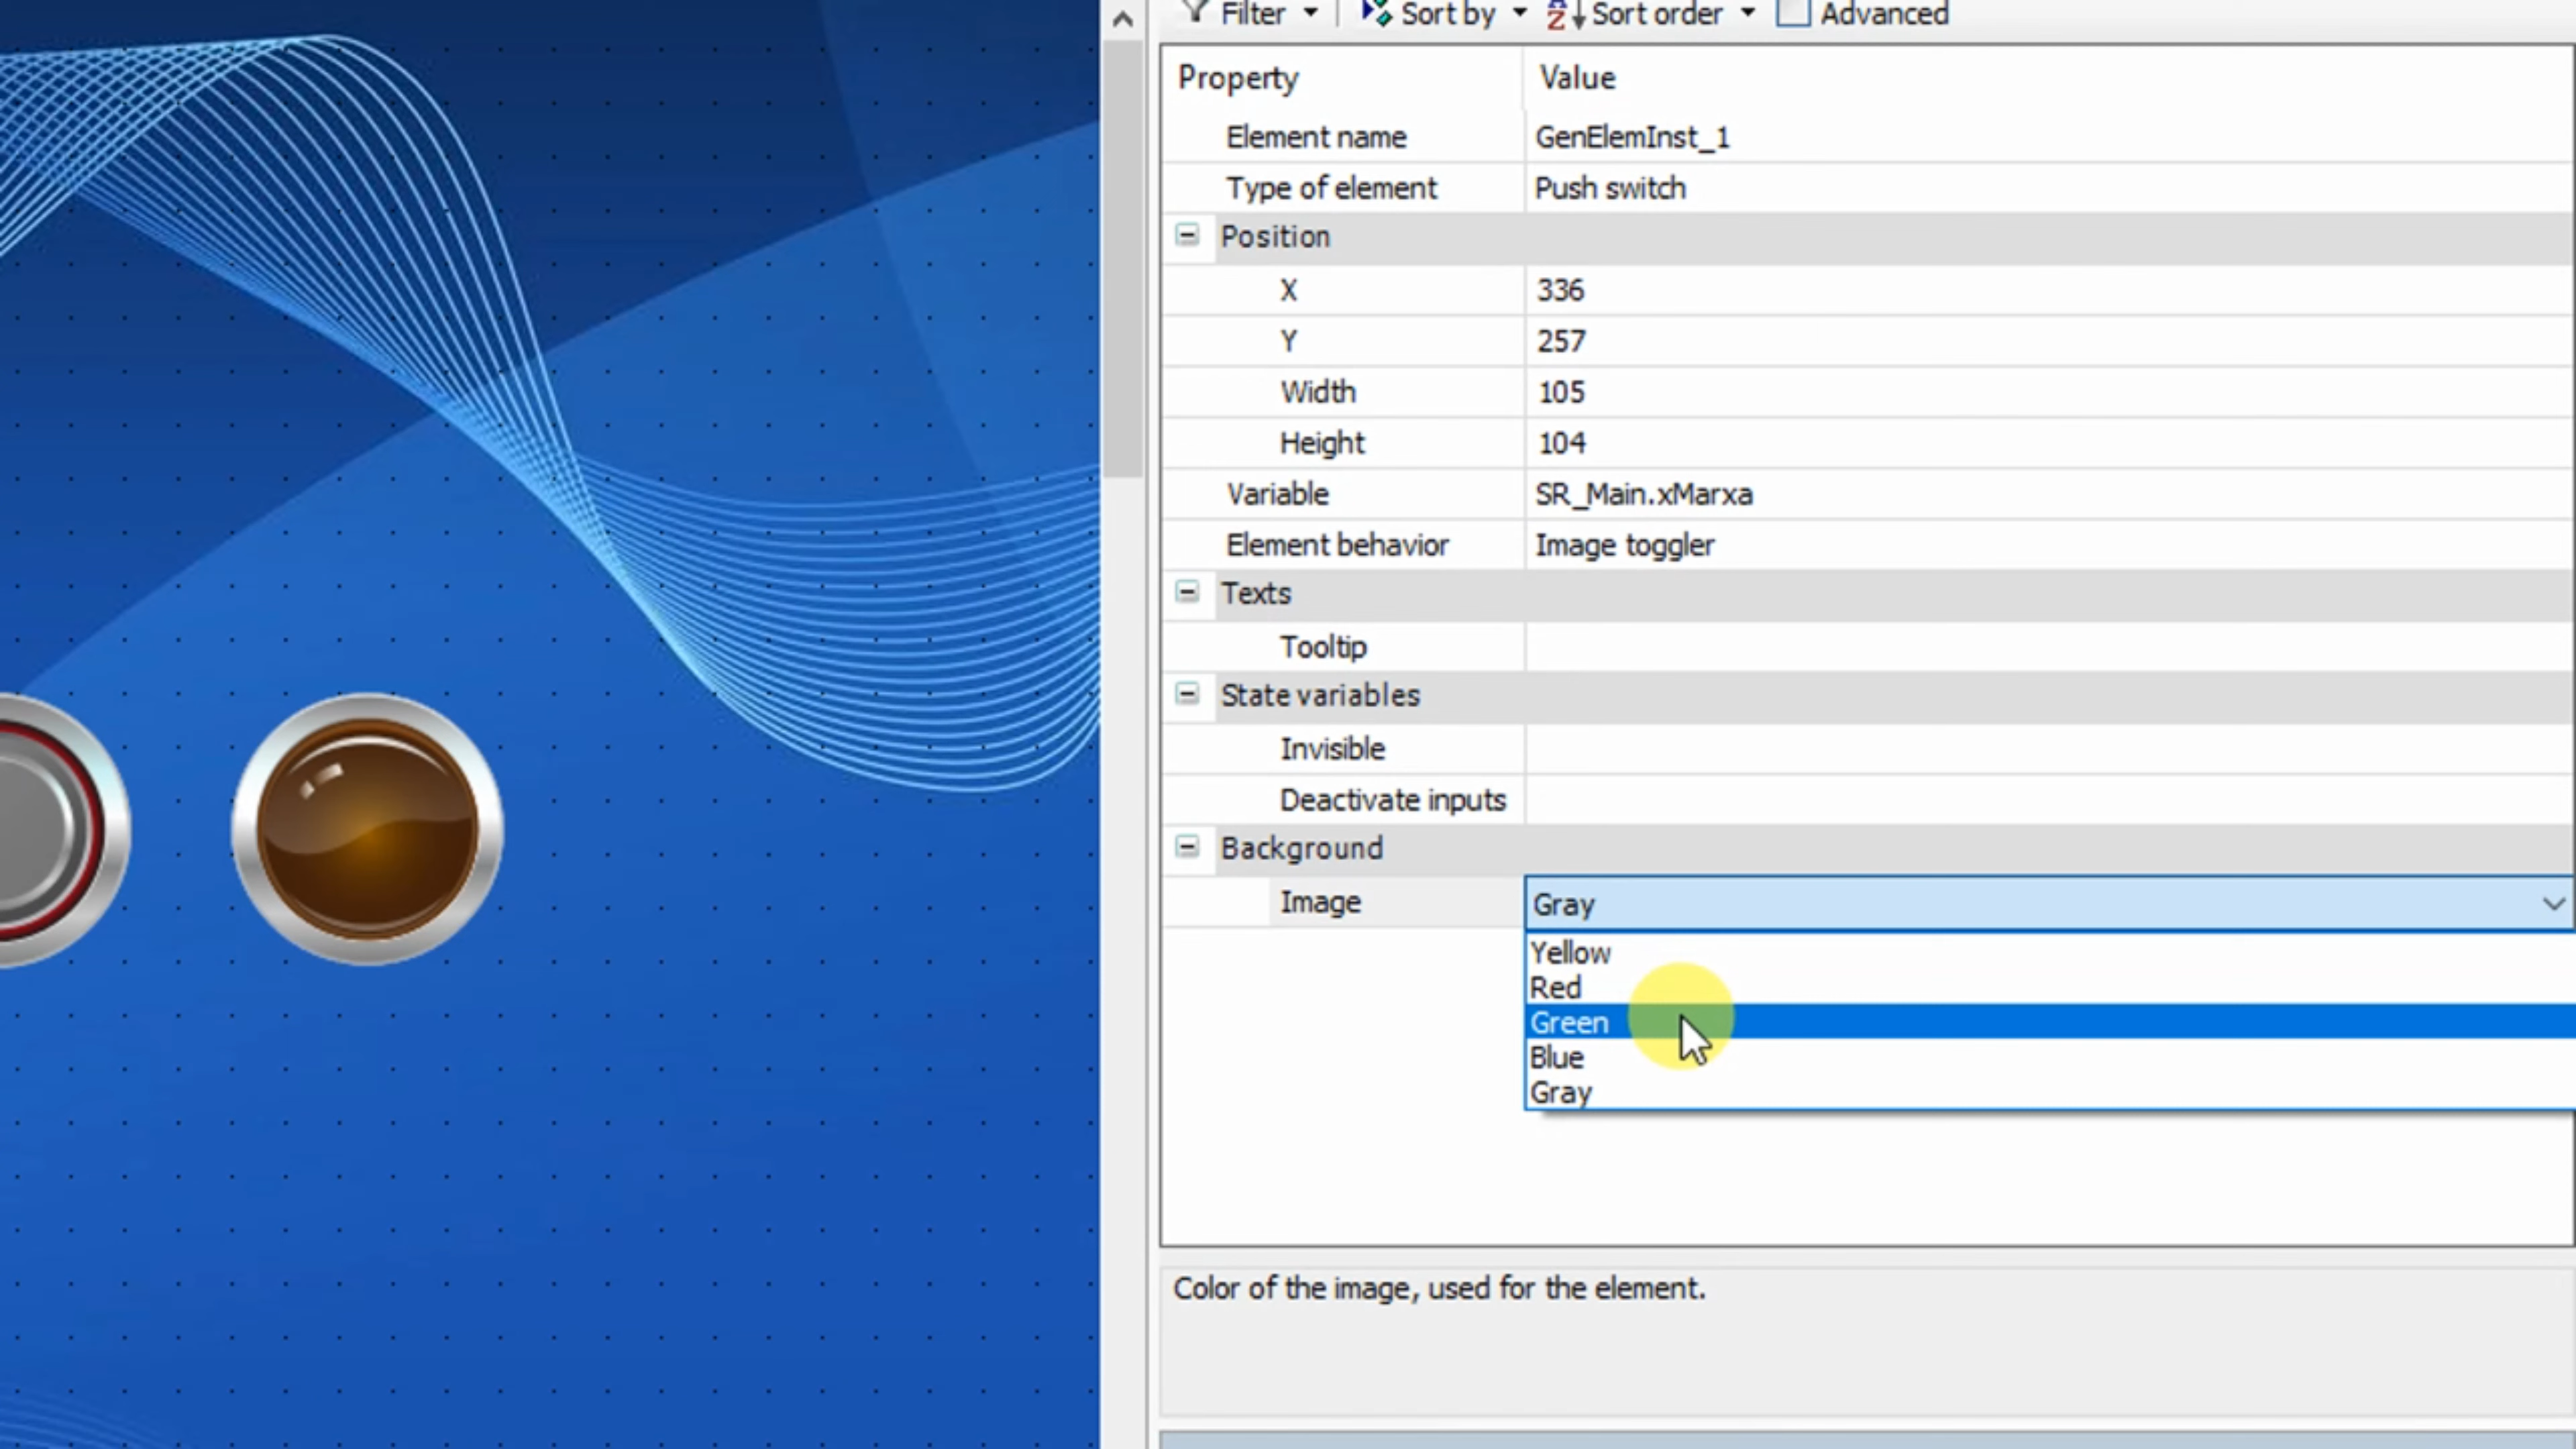 Filter Sort by Sort order Advanced
Property Value
Element name GenElemInst_1
Type of element Push switch
Position
X 336
Y 257
Width 105
Height 104
Variable SR_Main.xMarxa
Element behavior Image toggler
Texts
Tooltip
State variables
Invisible
Deactivate inputs
Background
Image Gray
Yellow
Red
Green
Blue
Gray
Color of the image, used for the element.